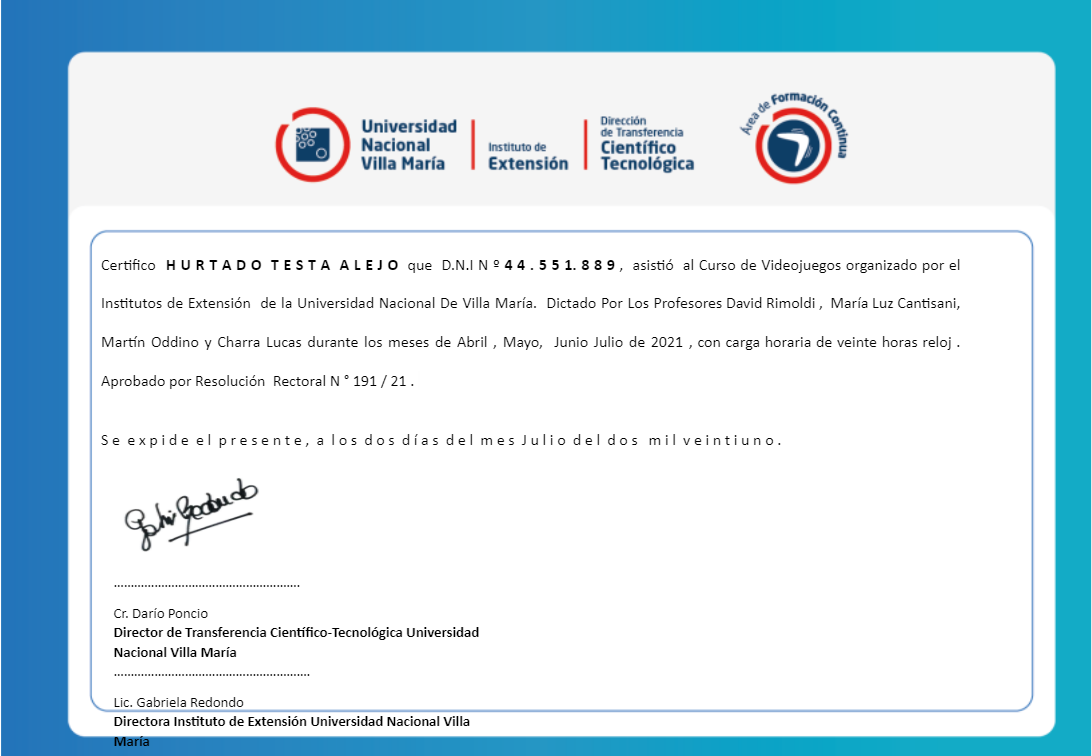 Universidad
Nacional
Villa María
Instituto de
Extensión
Dirección
de Transferencia
Científico
Tecnológica
Área de Formación Continua
Certifico HURTADO TESTA ALEJO que D.N.I Nº 44.551.889, asistió al Curso de Videojuegos organizado por el
Institutos de Extensión de la Universidad Nacional De Villa María. Dictado Por Los Profesores David Rimoldi , María Luz Cantisani,
Martín Oddino y Charra Lucas durante los meses de Abril , Mayo, Junio Julio de 2021 , con carga horaria de veinte horas reloj .
Aprobado por Resolución Rectoral N ° 191 / 21 .
Se expide el presente, a los dos días del mes Julio del dos mil veintiuno.
Gabi Redondo
.......................................................
Cr. Darío Poncio
Director de Transferencia Científico-Tecnológica Universidad
Nacional Villa María
..........................................................
Lic. Gabriela Redondo
Directora Instituto de Extensión Universidad Nacional Villa
María